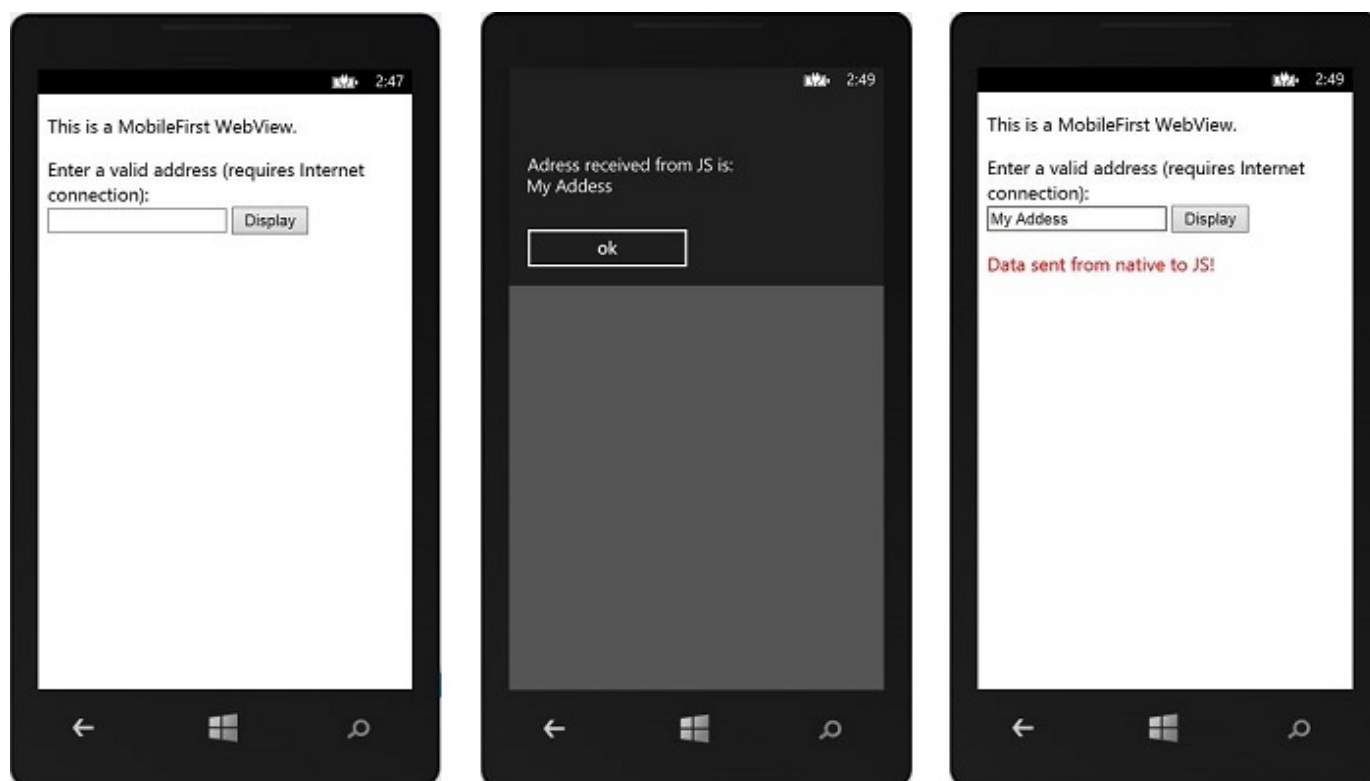 2:47
This is a MobileFirst WebView.
Enter a valid address (requires Internet
connection):
Display
2:49
Adress received from JS is:
My Addess
ok
2:49
This is a MobileFirst WebView.
Enter a valid address (requires Internet
connection):
My Addess Display
Data sent from native to JS!